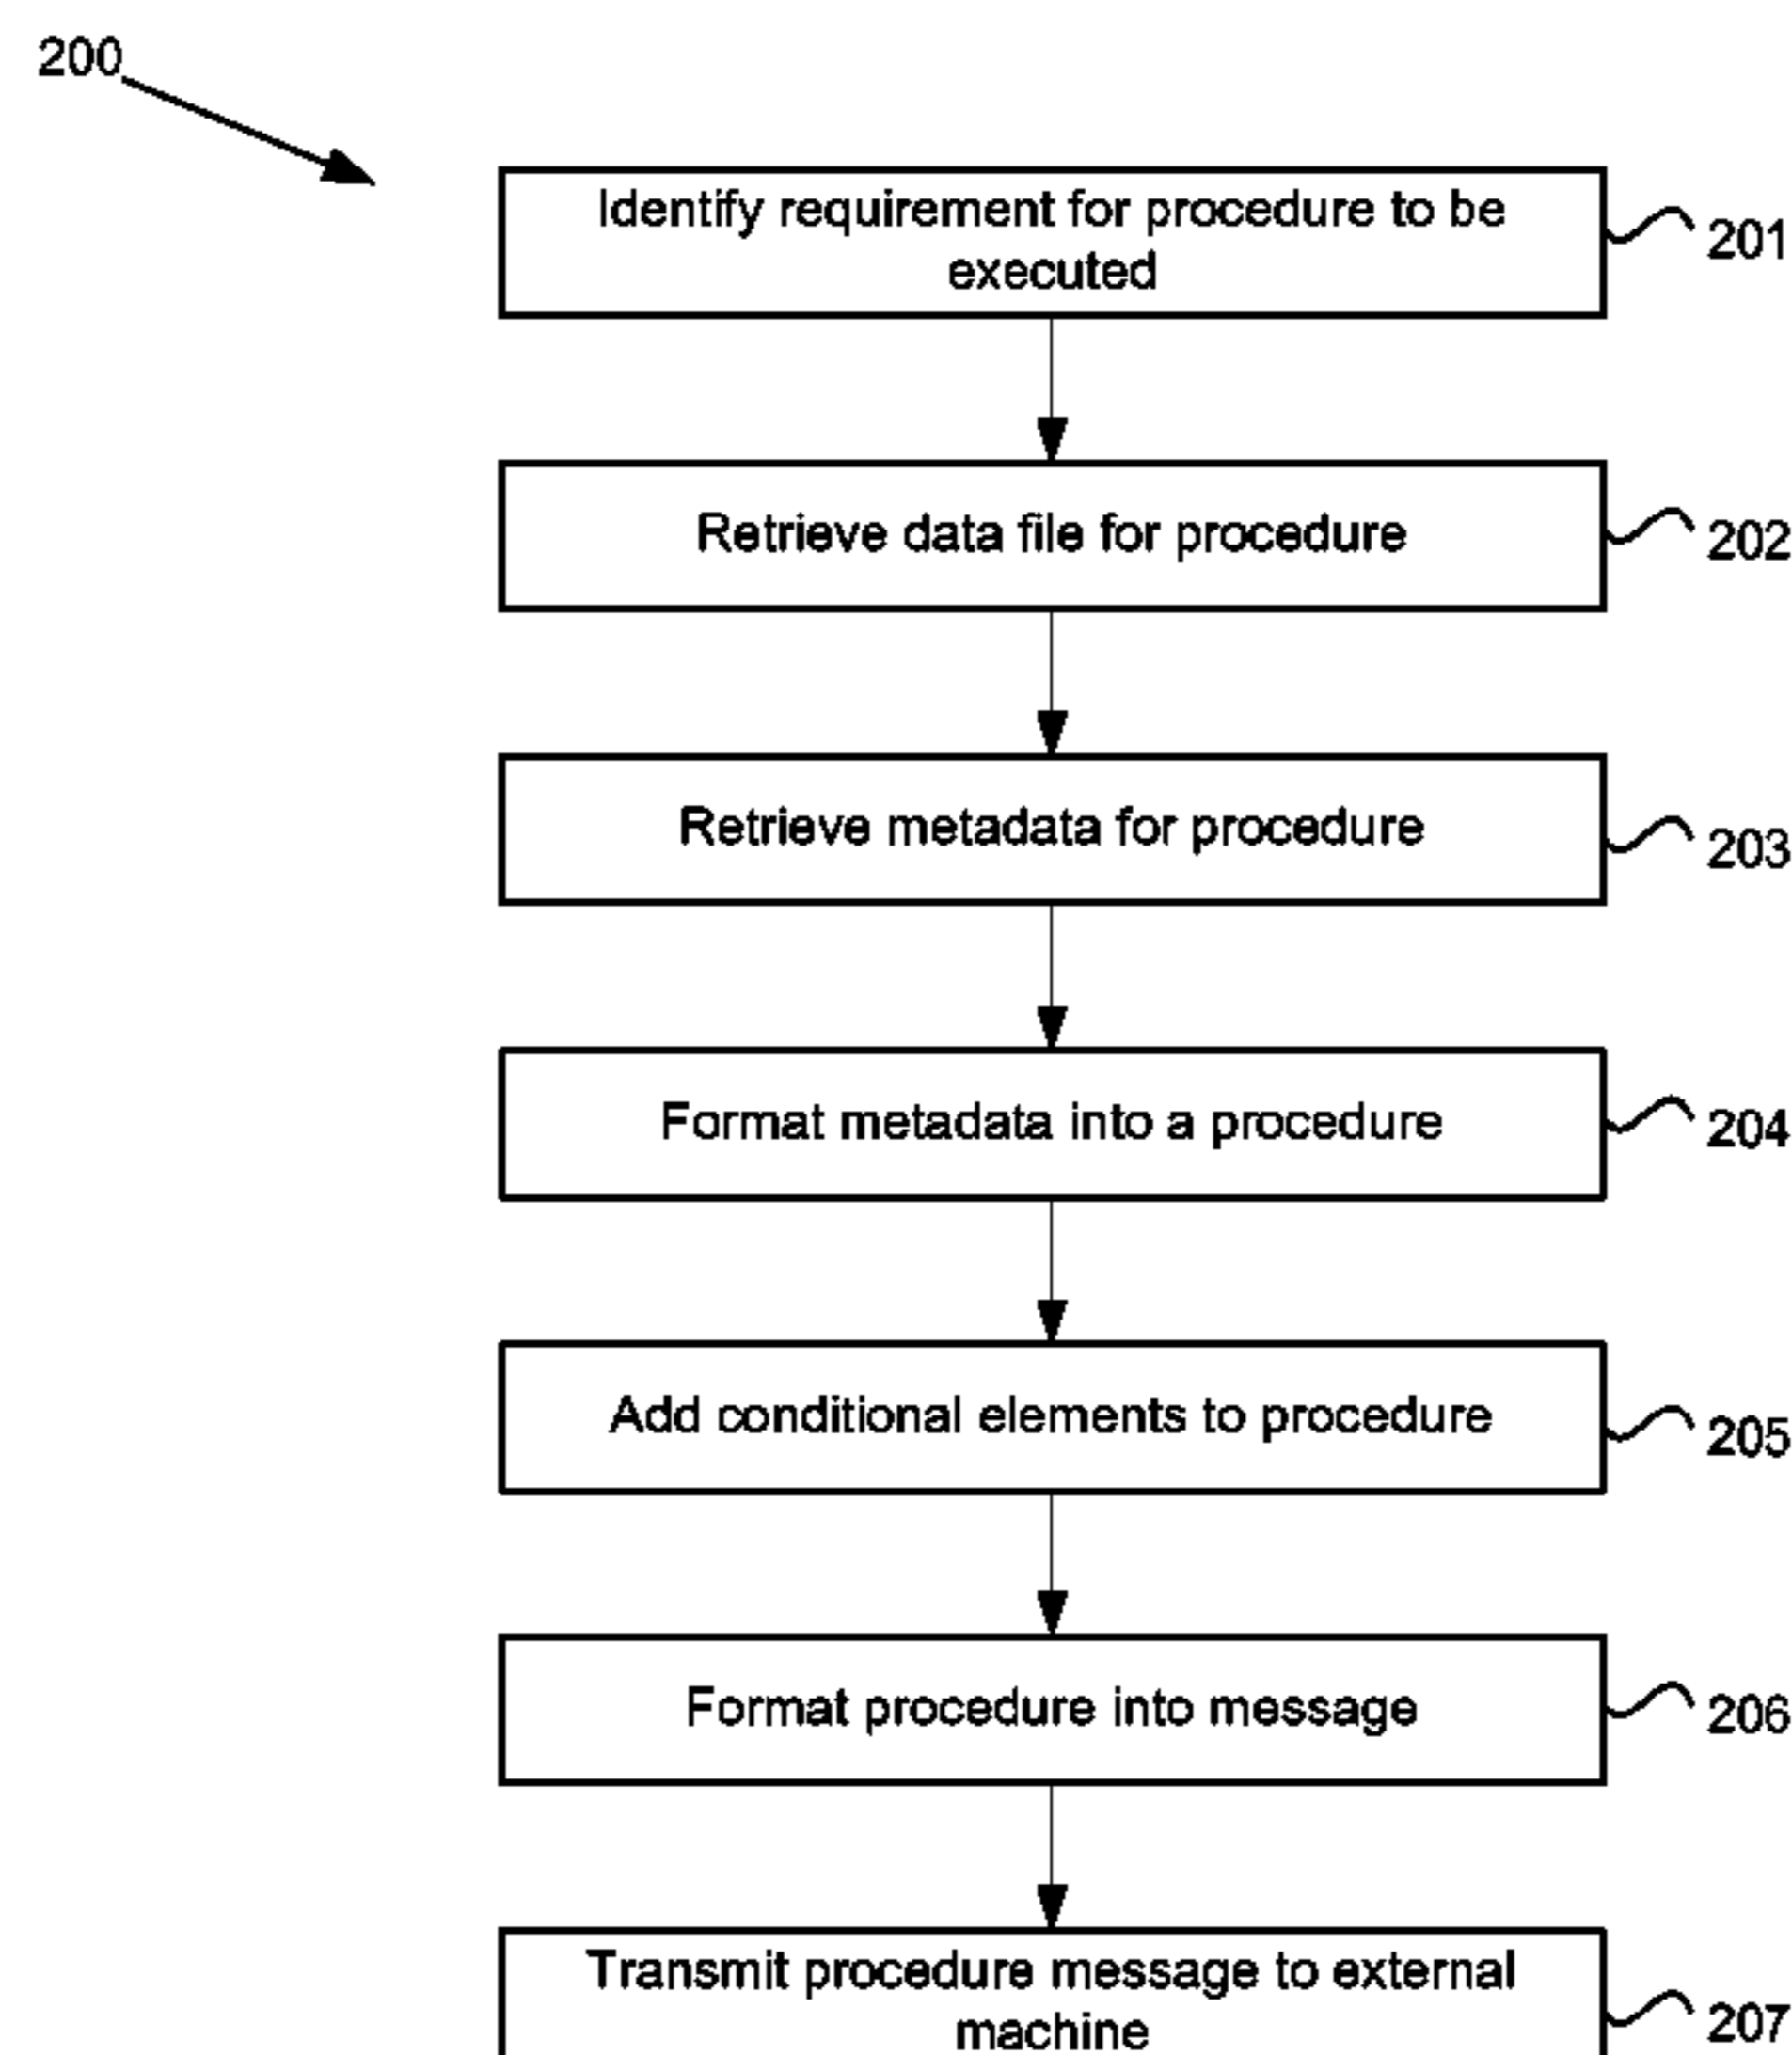 200
Identify requirement for procedure to be
executed
201
Retrieve data file for procedure
202
Retrieve metadata for procedure
203
Format metadata into a procedure
204
Add conditional elements to procedure
205
Format procedure into message
206
Transmit procedure message to external
machine
207